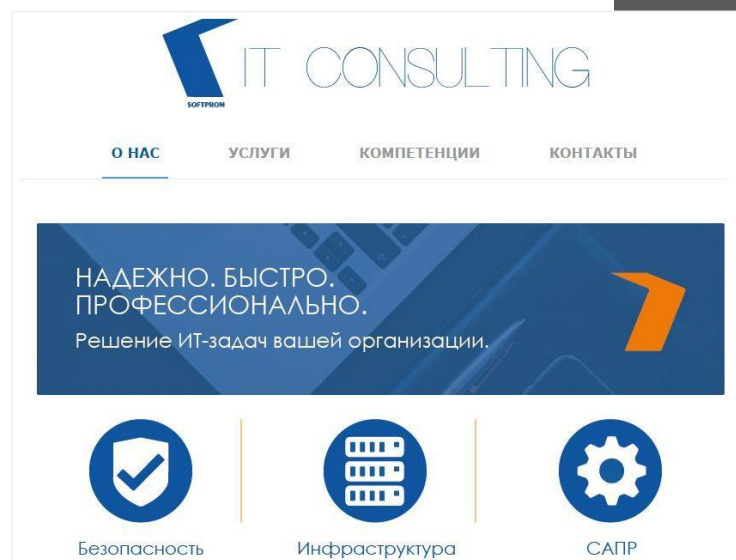 IT CONSULTING
SOFTPROM
О НАС УСЛУГИ КОМПЕТЕНЦИИ КОНТАКТЫ
НАДЕЖНО. БЫСТРО.
ПРОФЕССИОНАЛЬНО.
Решение ИТ-задач вашей организации.
Безопасность Инфраструктура САПР